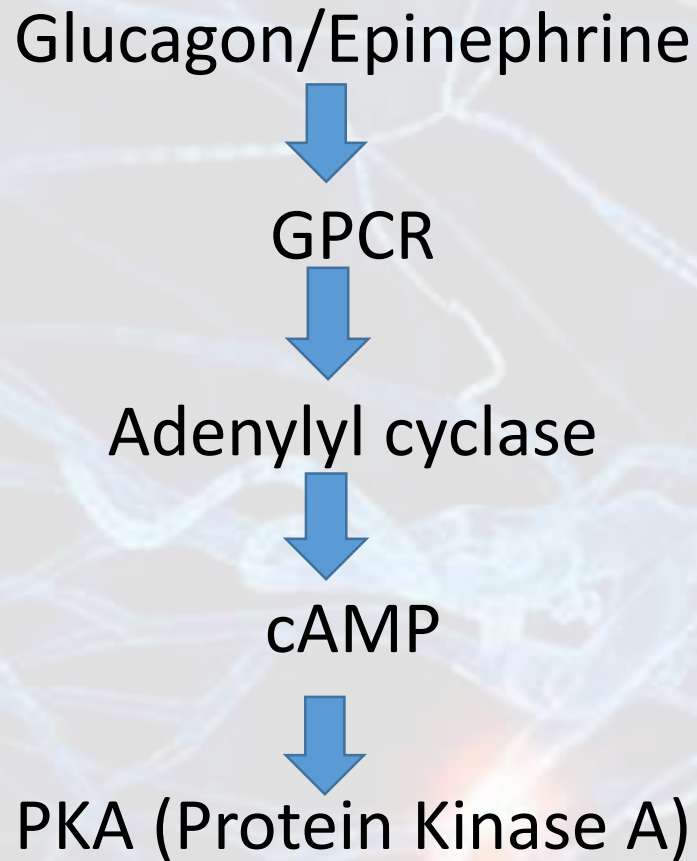 Glucagon/Epinephrine
GPCR
Adenylyl cyclase
cAMP
PKA (Protein Kinase A)